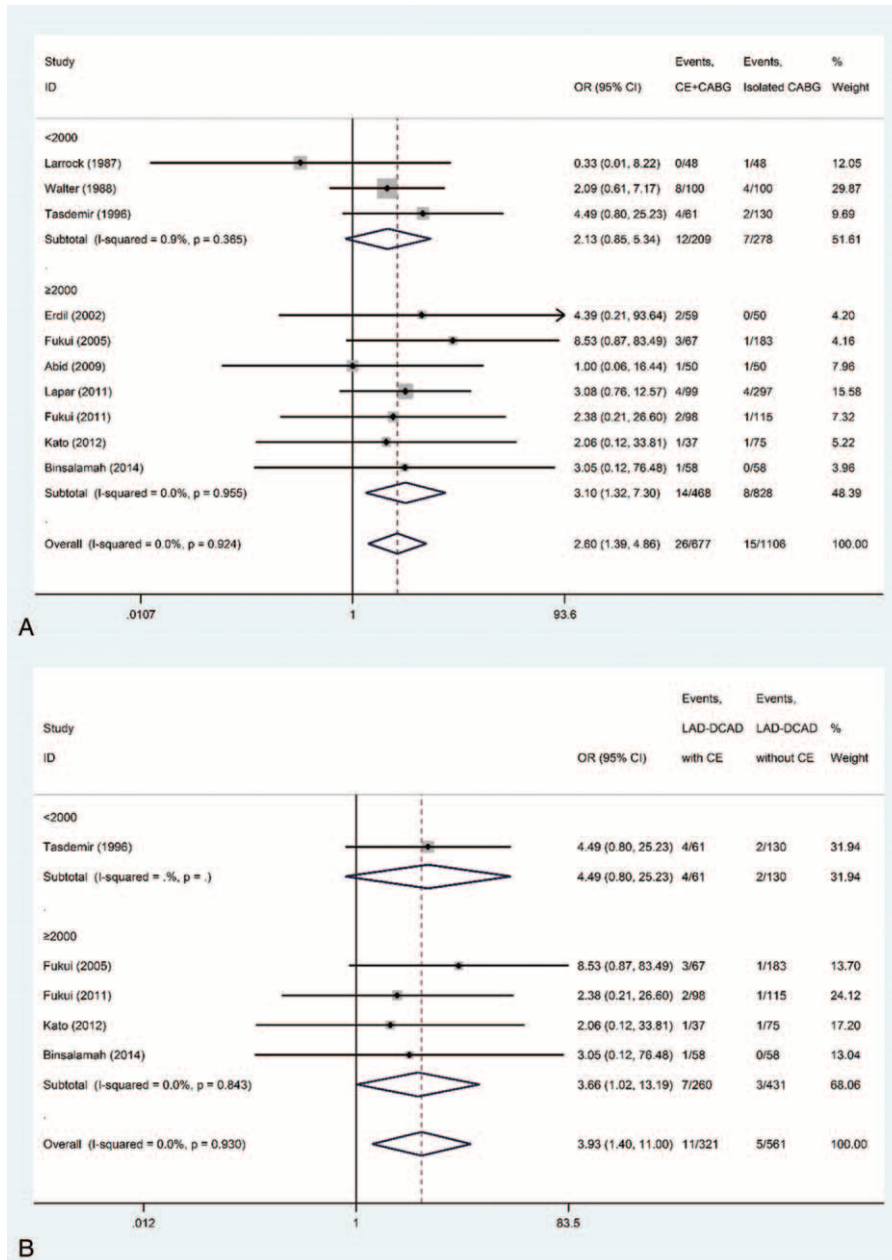 Study Events, Events, %
ID OR (95% CI) CE+CABG Isolated CABG Weight
<2000
Larrock (1987) 0.33 (0.01, 8.22) 0/48 1/48 12.05
Walter (1988) 2.09 (0.61, 7.17) 8/100 4/100 29.87
Tasdemir (1996) 4.49 (0.80, 25.23) 4/61 2/130 9.69
Subtotal (I-squared = 0.9%, p = 0.365) 2.13 (0.85, 5.34) 12/209 7/278 51.61
.
≥2000
Erdil (2002) 4.39 (0.21, 93.64) 2/59 0/50 4.20
Fukui (2005) 8.53 (0.87, 83.49) 3/67 1/183 4.16
Abid (2009) 1.00 (0.06, 16.44) 1/50 1/50 7.96
Lapar (2011) 3.08 (0.76, 12.57) 4/99 4/297 15.58
Fukui (2011) 2.38 (0.21, 26.60) 2/98 1/115 7.32
Kato (2012) 2.06 (0.12, 33.81) 1/37 1/75 5.22
Binsalamah (2014) 3.05 (0.12, 76.48) 1/58 0/58 3.96
Subtotal (I-squared = 0.0%, p = 0.955) 3.10 (1.32, 7.30) 14/468 8/828 48.39
.
Overall (I-squared = 0.0%, p = 0.924) 2.60 (1.39, 4.86) 26/677 15/1106 100.00
.0107 1 93.6
A
Events, Events,
Study LAD-DCAD LAD-DCAD %
ID OR (95% CI) with CE without CE Weight
<2000
Tasdemir (1996) 4.49 (0.80, 25.23) 4/61 2/130 31.94
Subtotal (I-squared = .%, p = .) 4.49 (0.80, 25.23) 4/61 2/130 31.94
.
≥2000
Fukui (2005) 8.53 (0.87, 83.49) 3/67 1/183 13.70
Fukui (2011) 2.38 (0.21, 26.60) 2/98 1/115 24.12
Kato (2012) 2.06 (0.12, 33.81) 1/37 1/75 17.20
Binsalamah (2014) 3.05 (0.12, 76.48) 1/58 0/58 13.04
Subtotal (I-squared = 0.0%, p = 0.843) 3.66 (1.02, 13.19) 7/260 3/431 68.06
.
Overall (I-squared = 0.0%, p = 0.930) 3.93 (1.40, 11.00) 11/321 5/561 100.00
.012 1 83.5
B